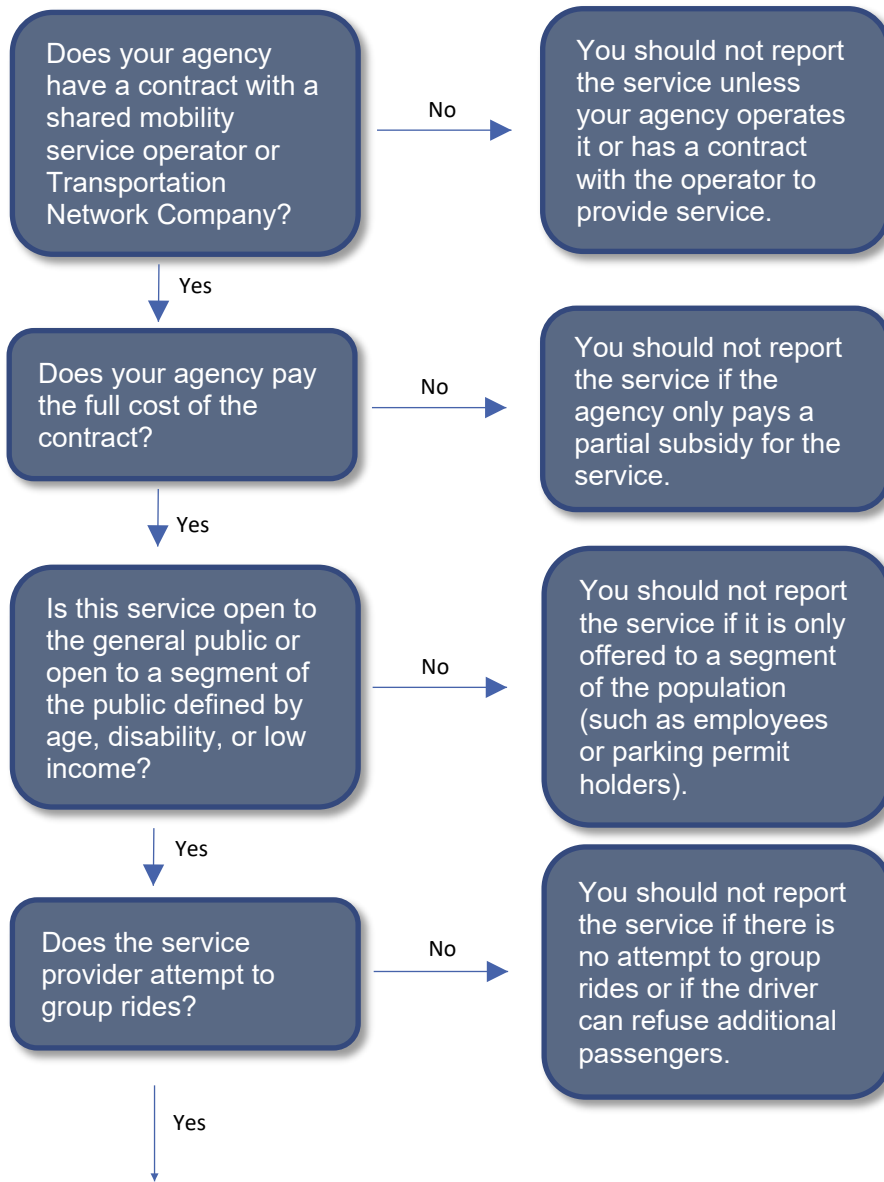 Does your agency
have a contract with a
shared mobility
service operator or
Transportation
Network Company?
No
You should not report
the service unless
your agency operates
it or has a contract
with the operator to
provide service.
Yes
Does your agency pay
the full cost of the
contract?
No
You should not report
the service if the
agency only pays a
partial subsidy for the
service.
Yes
Is this service open to
the general public or
open to a segment of
the public defined by
age, disability, or low
income?
No
You should not report
the service if it is only
offered to a segment
of the population
(such as employees
or parking permit
holders).
Yes
Does the service
provider attempt to
group rides?
No
You should not report
the service if there is
no attempt to group
rides or if the driver
can refuse additional
passengers.
Yes